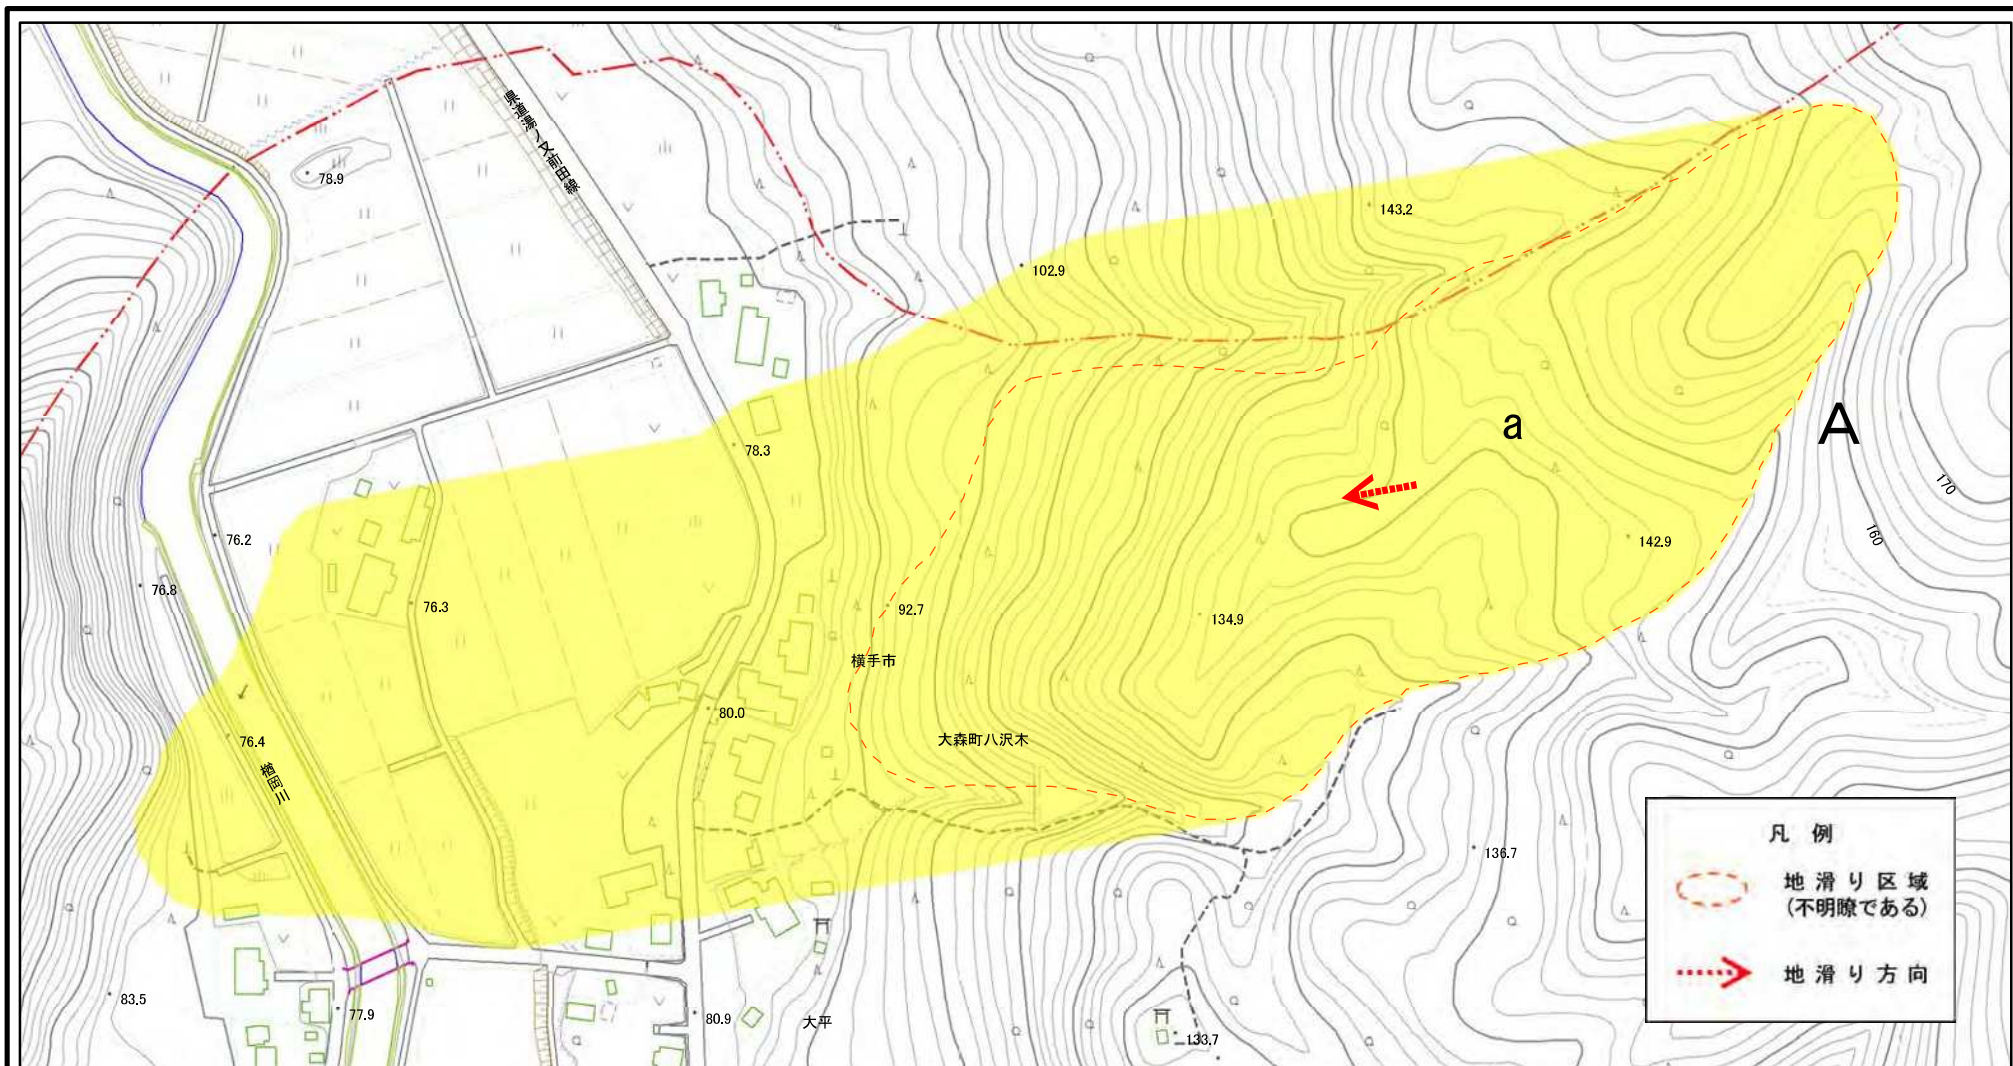 県道湯ノ又前田線
78.9
143.2
102.9
a
A
78.3
170
160
76.2
142.9
76.8
76.3
92.7
134.9
横手市
80.0
大森町八沢木
76.4
楢岡川
136.7
83.5
77.9
80.9
大平
133.7
凡 例
地 滑 り 区 域
(不明瞭である)
地 滑 り 方 向